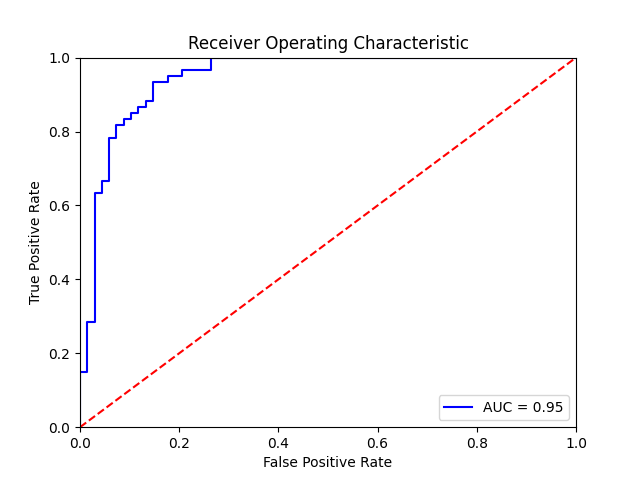 Receiver Operating Characteristic
1.0
0.8
0.6
0.4
0.2
0.0
True Positive Rate
AUC = 0.95
0.0 0.2 0.4 0.6 0.8 1.0
False Positive Rate